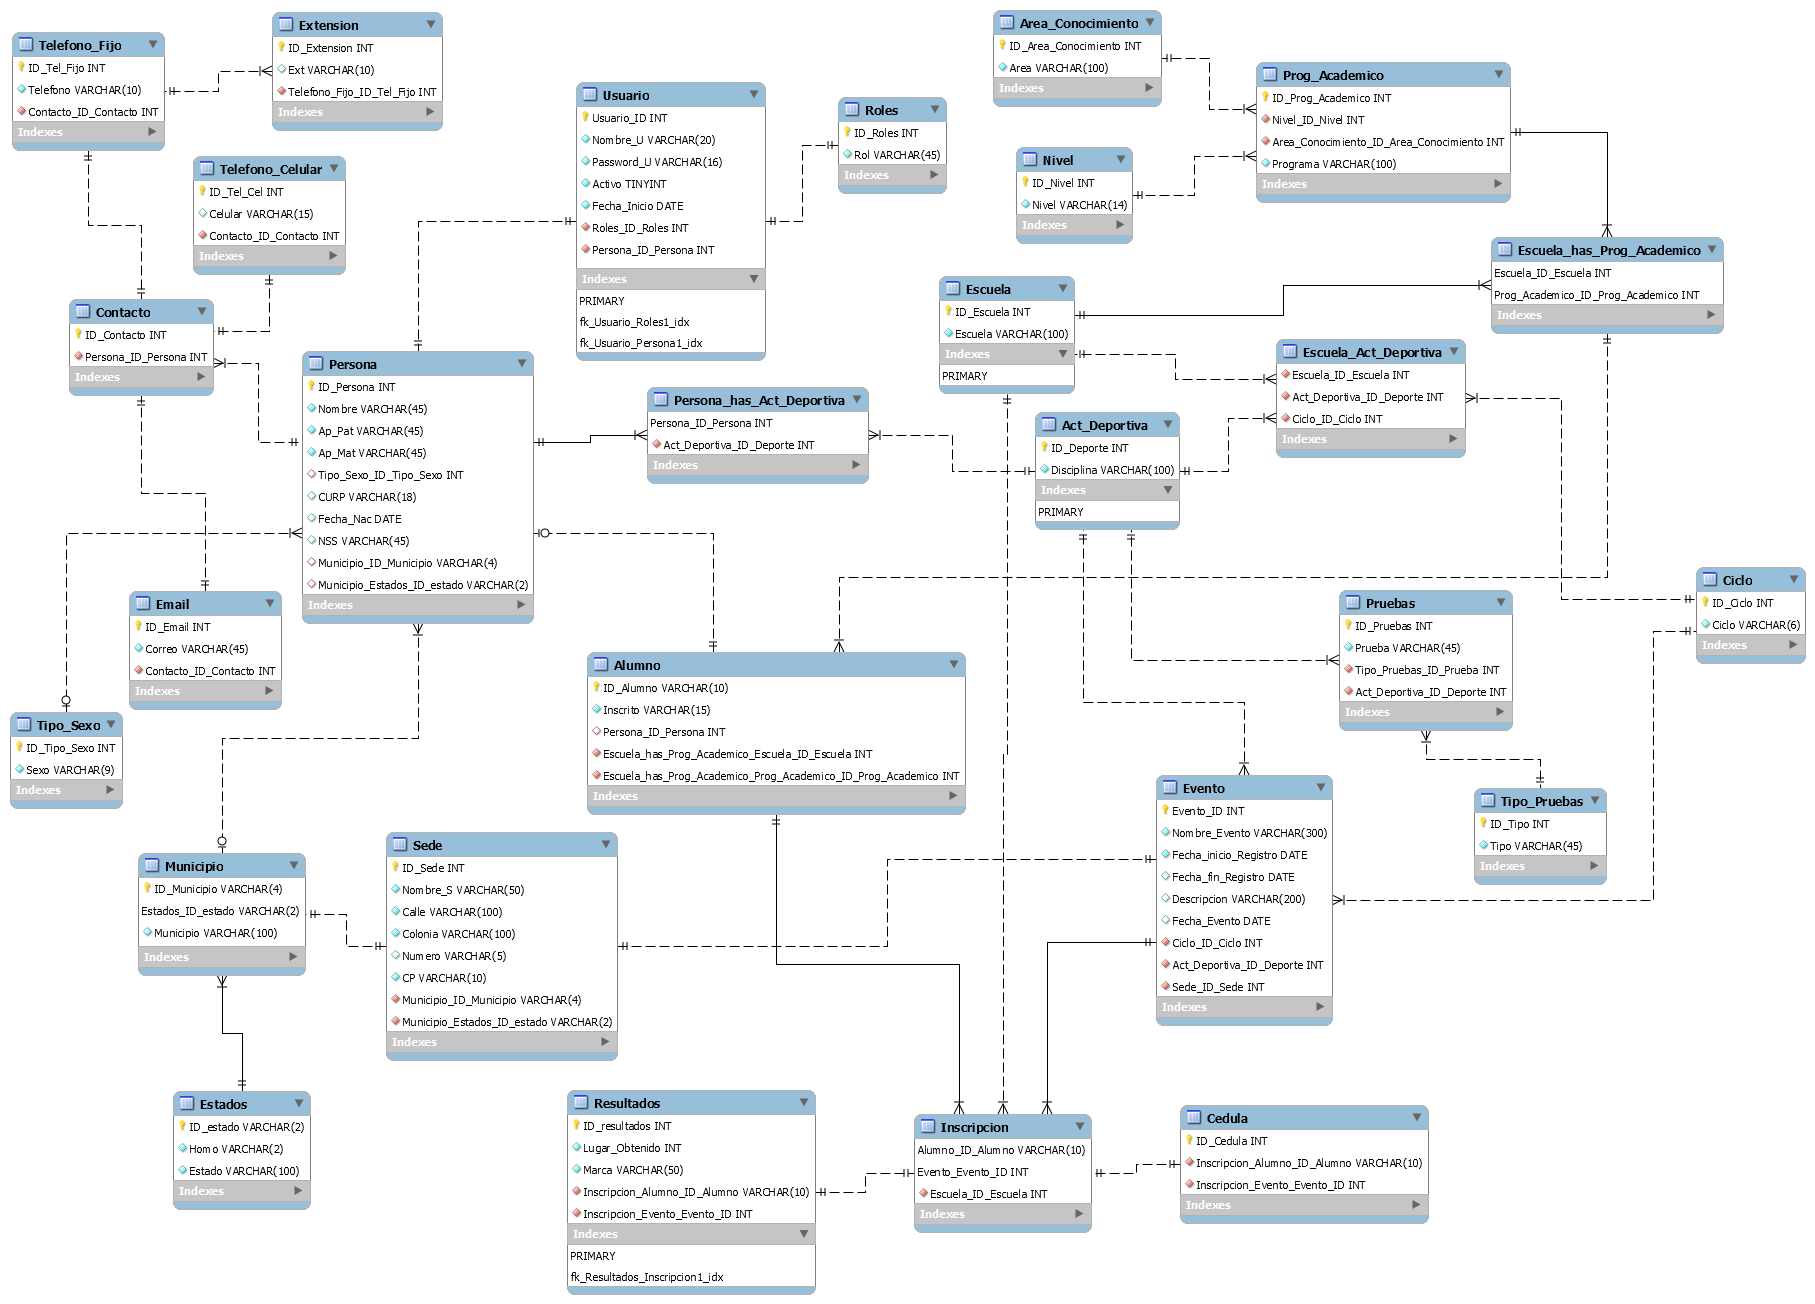 Telefono_Fijo
ID_Tel_Fijo INT
Telefono VARCHAR(10)
Contacto_ID_Contacto INT
Indexes
Extension
ID_Extension INT
Ext VARCHAR(10)
Telefono_Fijo_ID_Tel_Fijo INT
Indexes
Telefono_Celular
ID_Tel_Cel INT
Celular VARCHAR(15)
Contacto_ID_Contacto INT
Indexes
Contacto
ID_Contacto INT
Persona_ID_Persona INT
Indexes
Usuario
Usuario_ID INT
Nombre_U VARCHAR(20)
Password_U VARCHAR(16)
Activo TINYINT
Fecha_Inicio DATE
Roles_ID_Roles INT
Persona_ID_Persona INT
Indexes
PRIMARY
fk_Usuario_Roles1_idx
fk_Usuario_Persona1_idx
Roles
ID_Roles INT
Rol VARCHAR(45)
Indexes
Area_Conocimiento
ID_Area_Conocimiento INT
Area VARCHAR(100)
Indexes
Nivel
ID_Nivel INT
Nivel VARCHAR(14)
Indexes
Prog_Academico
ID_Prog_Academico INT
Nivel_ID_Nivel INT
Area_Conocimiento_ID_Area_Conocimiento INT
Programa VARCHAR(100)
Indexes
Escuela_has_Prog_Academico
Escuela_ID_Escuela INT
Prog_Academico_ID_Prog_Academico INT
Indexes
Escuela
ID_Escuela INT
Escuela VARCHAR(100)
Indexes
PRIMARY
Escuela_Act_Deportiva
Escuela_ID_Escuela INT
Act_Deportiva_ID_Deporte INT
Ciclo_ID_Ciclo INT
Indexes
Persona
ID_Persona INT
Nombre VARCHAR(45)
Ap_Pat VARCHAR(45)
Ap_Mat VARCHAR(45)
Tipo_Sexo_ID_Tipo_Sexo INT
CURP VARCHAR(18)
Fecha_Nac DATE
NSS VARCHAR(45)
Municipio_ID_Municipio VARCHAR(4)
Municipio_Estados_ID_estado VARCHAR(2)
Indexes
Persona_has_Act_Deportiva
Persona_ID_Persona INT
Act_Deportiva_ID_Deporte INT
Indexes
Act_Deportiva
ID_Deporte INT
Disciplina VARCHAR(100)
Indexes
PRIMARY
Email
ID_Email INT
Correo VARCHAR(45)
Contacto_ID_Contacto INT
Indexes
Tipo_Sexo
ID_Tipo_Sexo INT
Sexo VARCHAR(9)
Indexes
Alumno
ID_Alumno VARCHAR(10)
Inscrito VARCHAR(15)
Persona_ID_Persona INT
Escuela_has_Prog_Academico_Escuela_ID_Escuela INT
Escuela_has_Prog_Academico_Prog_Academico_ID_Prog_Academico INT
Indexes
Pruebas
ID_Pruebas INT
Prueba VARCHAR(45)
Tipo_Pruebas_ID_Prueba INT
Act_Deportiva_ID_Deporte INT
Indexes
Ciclo
ID_Ciclo INT
Ciclo VARCHAR(6)
Indexes
Tipo_Pruebas
ID_Tipo INT
Tipo VARCHAR(45)
Indexes
Evento
Evento_ID INT
Nombre_Evento VARCHAR(300)
Fecha_inicio_Registro DATE
Fecha_fin_Registro DATE
Descripcion VARCHAR(200)
Fecha_Evento DATE
Ciclo_ID_Ciclo INT
Act_Deportiva_ID_Deporte INT
Sede_ID_Sede INT
Indexes
Municipio
ID_Municipio VARCHAR(4)
Estados_ID_estado VARCHAR(2)
Municipio VARCHAR(100)
Indexes
Sede
ID_Sede INT
Nombre_S VARCHAR(50)
Calle VARCHAR(100)
Colonia VARCHAR(100)
Numero VARCHAR(5)
CP VARCHAR(10)
Municipio_ID_Municipio VARCHAR(4)
Municipio_Estados_ID_estado VARCHAR(2)
Indexes
Estados
ID_estado VARCHAR(2)
Homo VARCHAR(2)
Estado VARCHAR(100)
Indexes
Resultados
ID_resultados INT
Lugar_Obtenido INT
Marca VARCHAR(50)
Inscripcion_Alumno_ID_Alumno VARCHAR(10)
Inscripcion_Evento_Evento_ID INT
Indexes
PRIMARY
fk_Resultados_Inscripcion1_idx
Inscripcion
Alumno_ID_Alumno VARCHAR(10)
Evento_Evento_ID INT
Escuela_ID_Escuela INT
Indexes
Cedula
ID_Cedula INT
Inscripcion_Alumno_ID_Alumno VARCHAR(10)
Inscripcion_Evento_Evento_ID INT
Indexes